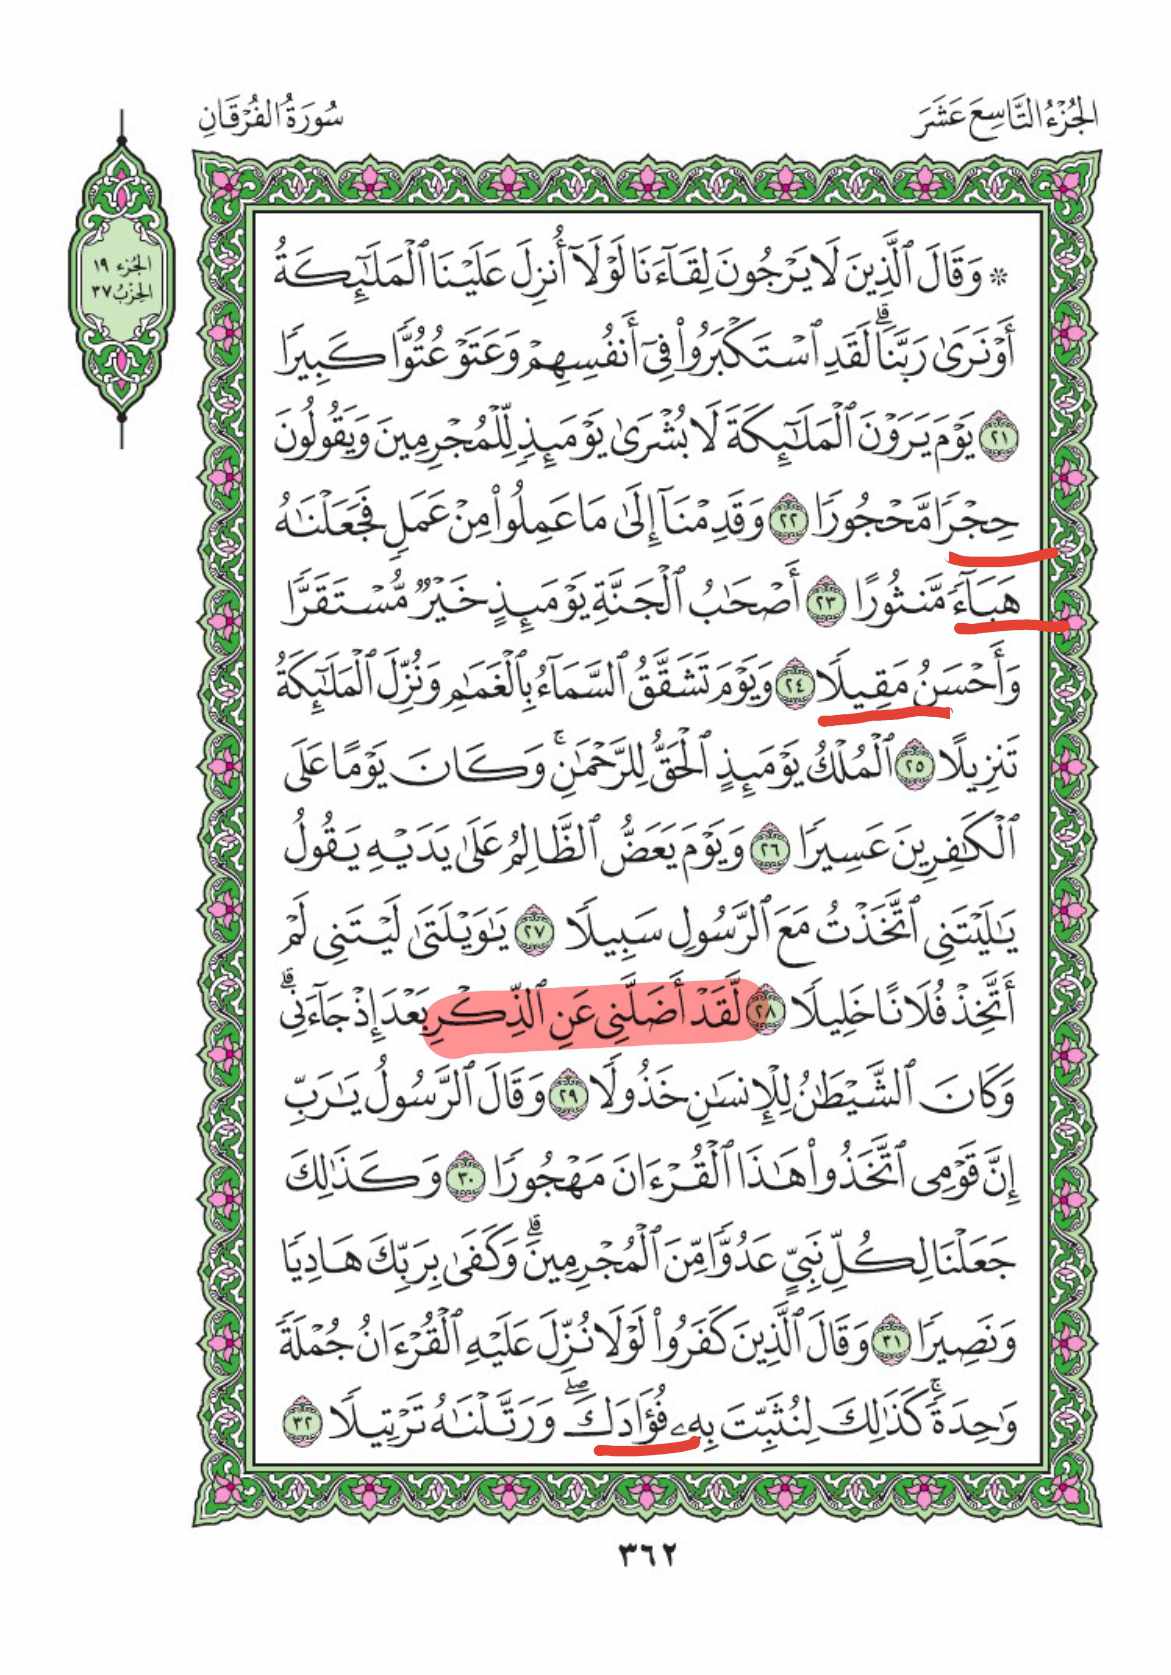 الجُزْءُ التَّاسِعَ عَشَرَ
سُورَةُ الفُرْقَانِ
الجُزء ١٩
الحِزْبُ ٣٧
۞ وَقَالَ ٱلَّذِينَ لَا يَرْجُونَ لِقَآءَنَا لَوْلَآ أُنزِلَ عَلَيْنَا ٱلْمَلَٰٓئِكَةُ
أَوْ نَرَىٰ رَبَّنَاۗ لَقَدِ ٱسْتَكْبَرُوا۟ فِىٓ أَنفُسِهِمْ وَعَتَوْ عُتُوًّا كَبِيرًا
٢١ يَوْمَ يَرَوْنَ ٱلْمَلَٰٓئِكَةَ لَا بُشْرَىٰ يَوْمَئِذٍ لِّلْمُجْرِمِينَ وَيَقُولُونَ
حِجْرًا مَّحْجُورًا ٢٢ وَقَدِمْنَآ إِلَىٰ مَا عَمِلُوا۟ مِنْ عَمَلٍ فَجَعَلْنَٰهُ
هَبَآءً مَّنثُورًا ٢٣ أَصْحَٰبُ ٱلْجَنَّةِ يَوْمَئِذٍ خَيْرٌ مُّسْتَقَرًّا
وَأَحْسَنُ مَقِيلًا ٢٤ وَيَوْمَ تَشَقَّقُ ٱلسَّمَآءُ بِٱلْغَمَٰمِ وَنُزِّلَ ٱلْمَلَٰٓئِكَةُ
تَنزِيلًا ٢٥ ٱلْمُلْكُ يَوْمَئِذٍ ٱلْحَقُّ لِلرَّحْمَٰنِۚ وَكَانَ يَوْمًا عَلَى
ٱلْكَٰفِرِينَ عَسِيرًا ٢٦ وَيَوْمَ يَعَضُّ ٱلظَّالِمُ عَلَىٰ يَدَيْهِ يَقُولُ
يَٰلَيْتَنِى ٱتَّخَذْتُ مَعَ ٱلرَّسُولِ سَبِيلًا ٢٧ يَٰوَيْلَتَىٰ لَيْتَنِى لَمْ
أَتَّخِذْ فُلَانًا خَلِيلًا ٢٨ لَّقَدْ أَضَلَّنِى عَنِ ٱلذِّكْرِ بَعْدَ إِذْ جَآءَنِىۗ
وَكَانَ ٱلشَّيْطَٰنُ لِلْإِنسَٰنِ خَذُولًا ٢٩ وَقَالَ ٱلرَّسُولُ يَٰرَبِّ
إِنَّ قَوْمِى ٱتَّخَذُوا۟ هَٰذَا ٱلْقُرْءَانَ مَهْجُورًا ٣٠ وَكَذَٰلِكَ
جَعَلْنَا لِكُلِّ نَبِىٍّ عَدُوًّا مِّنَ ٱلْمُجْرِمِينَۗ وَكَفَىٰ بِرَبِّكَ هَادِيًا
وَنَصِيرًا ٣١ وَقَالَ ٱلَّذِينَ كَفَرُوا۟ لَوْلَا نُزِّلَ عَلَيْهِ ٱلْقُرْءَانُ جُمْلَةً
وَٰحِدَةًۚ كَذَٰلِكَ لِنُثَبِّتَ بِهِۦ فُؤَادَكَۖ وَرَتَّلْنَٰهُ تَرْتِيلًا ٣٢
٣٦٢